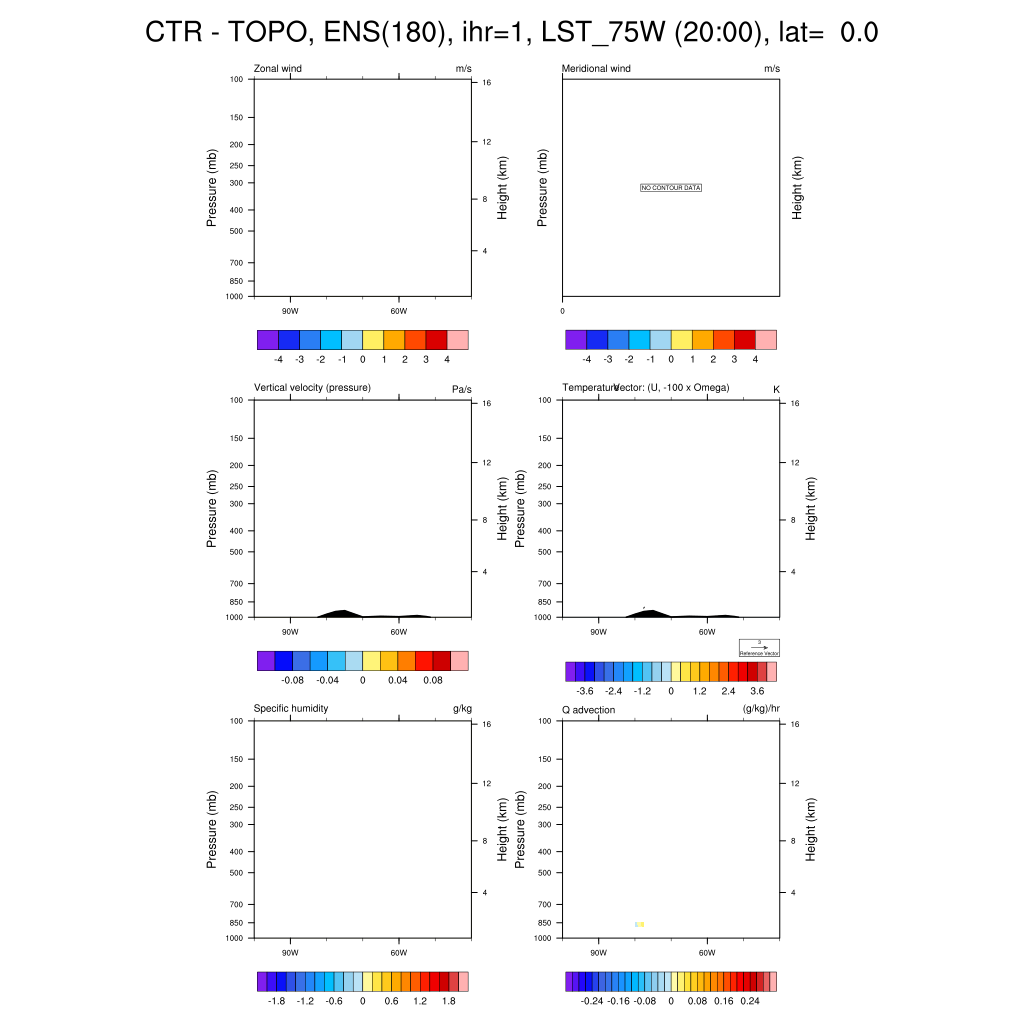 CTR - TOPO, ENS(180), ihr=1, LST_75W (20:00), lat=  0.0
Zonal wind m/s
100
150
200
250
300
400
500
700
850
1000
Pressure (mb)
16
12
8
4
Height (km)
90W 60W
-4 -3 -2 -1 0 1 2 3 4
Meridional wind m/s
Pressure (mb)
NO CONTOUR DATA
Height (km)
0
-4 -3 -2 -1 0 1 2 3 4
Vertical velocity (pressure) Pa/s
100
150
200
250
300
400
500
700
850
1000
Pressure (mb)
16
12
8
4
Height (km)
90W 60W
-0.08 -0.04 0 0.04 0.08
Temperature Vector: (U, -100 x Omega) K
100
150
200
250
300
400
500
700
850
1000
Pressure (mb)
16
12
8
4
Height (km)
90W 60W
3
Reference Vector
-3.6 -2.4 -1.2 0 1.2 2.4 3.6
Specific humidity g/kg
100
150
200
250
300
400
500
700
850
1000
Pressure (mb)
16
12
8
4
Height (km)
90W 60W
-1.8 -1.2 -0.6 0 0.6 1.2 1.8
Q advection (g/kg)/hr
100
150
200
250
300
400
500
700
850
1000
Pressure (mb)
16
12
8
4
Height (km)
90W 60W
-0.24 -0.16 -0.08 0 0.08 0.16 0.24